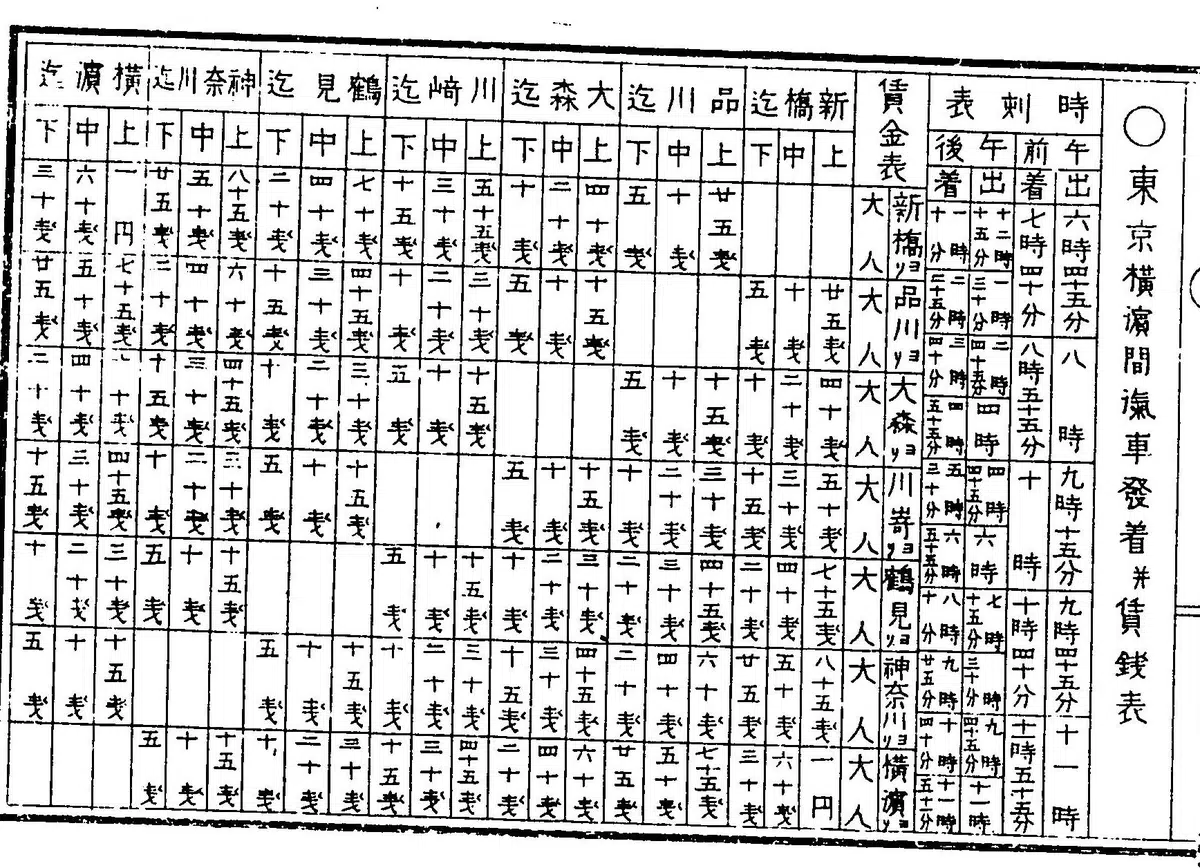 ○東京横濱間滊車發着并賃銭表
時刺表
午前
出 六時四十五分 八時 九時十五分 九時四十五分 十一時
着 七時四十分 八時五十五分 十時 十時四十分 十時五十五分
午後
出 十二時十五分 一時三十分 二時四十五分 四時 四時四十五分 六時 七時十五分 時三十分 九時四十五分 十一時
着 一時十分 二時二十五分 三時四十分 四時五十五分 五時三十分 六時五十五分 八時十分 九時廿五分 十時四十分 十一時
賃金表
新橋ヨリ 品川ヨリ 大森ヨリ 川嵜ヨリ 鶴見ヨリ 神奈川ヨリ 横濱ヨリ
大人 大人 大人 大人 大人 大人 大人
新橋迄
上 廿五銭 四十銭 五十銭 七十五銭 八十五銭 一円
中 十銭 二十銭 三十銭 十銭 五十銭 六十銭
下 五銭 十銭 十五銭 二十銭 廿五銭 三十銭
品川迄
上 廿五銭 十五銭 三十銭 四十五銭 六十銭 七十五銭
中 十銭 十銭 二十銭 三十銭 四十銭 五十銭
下 五銭 五銭 十銭 二十銭 二十銭 廿五銭
大森迄
上 四十銭 十五銭 十五銭 三十銭 四十五銭 六十銭
中 二十銭 十銭 十銭 二十銭 三十銭 四十銭
下 十銭 五銭 五銭 十銭 十五銭 二十銭
川﨑迄
上 五十五銭 三十銭 十五銭 十五銭 三十銭 四十五銭
中 三十銭 二十銭 十銭 十銭 二十銭 三十銭
下 十五銭 十銭 五銭 五銭 十銭 十五銭
鶴見迄
上 七十銭 四十五銭 三十銭 十五銭 十五銭 三十銭
中 四十銭 三十銭 二十銭 十銭 十銭 二十銭
下 二十銭 十五銭 十銭 五銭 五銭 十銭
神奈川迄
上 八十五銭 六十銭 四十五銭 三十銭 十五銭 十五銭
中 五十銭 四十銭 三十銭 二十銭 十銭 十銭
下 廿五銭 二十銭 十五銭 十銭 五銭 五銭
横濱迄
上 一円 七十五銭 十銭 四十五銭 三十銭 十五銭
中 六十銭 五十銭 四十銭 三十銭 二十銭 十銭
下 三十銭 廿五銭 二十銭 十五銭 十銭 五銭